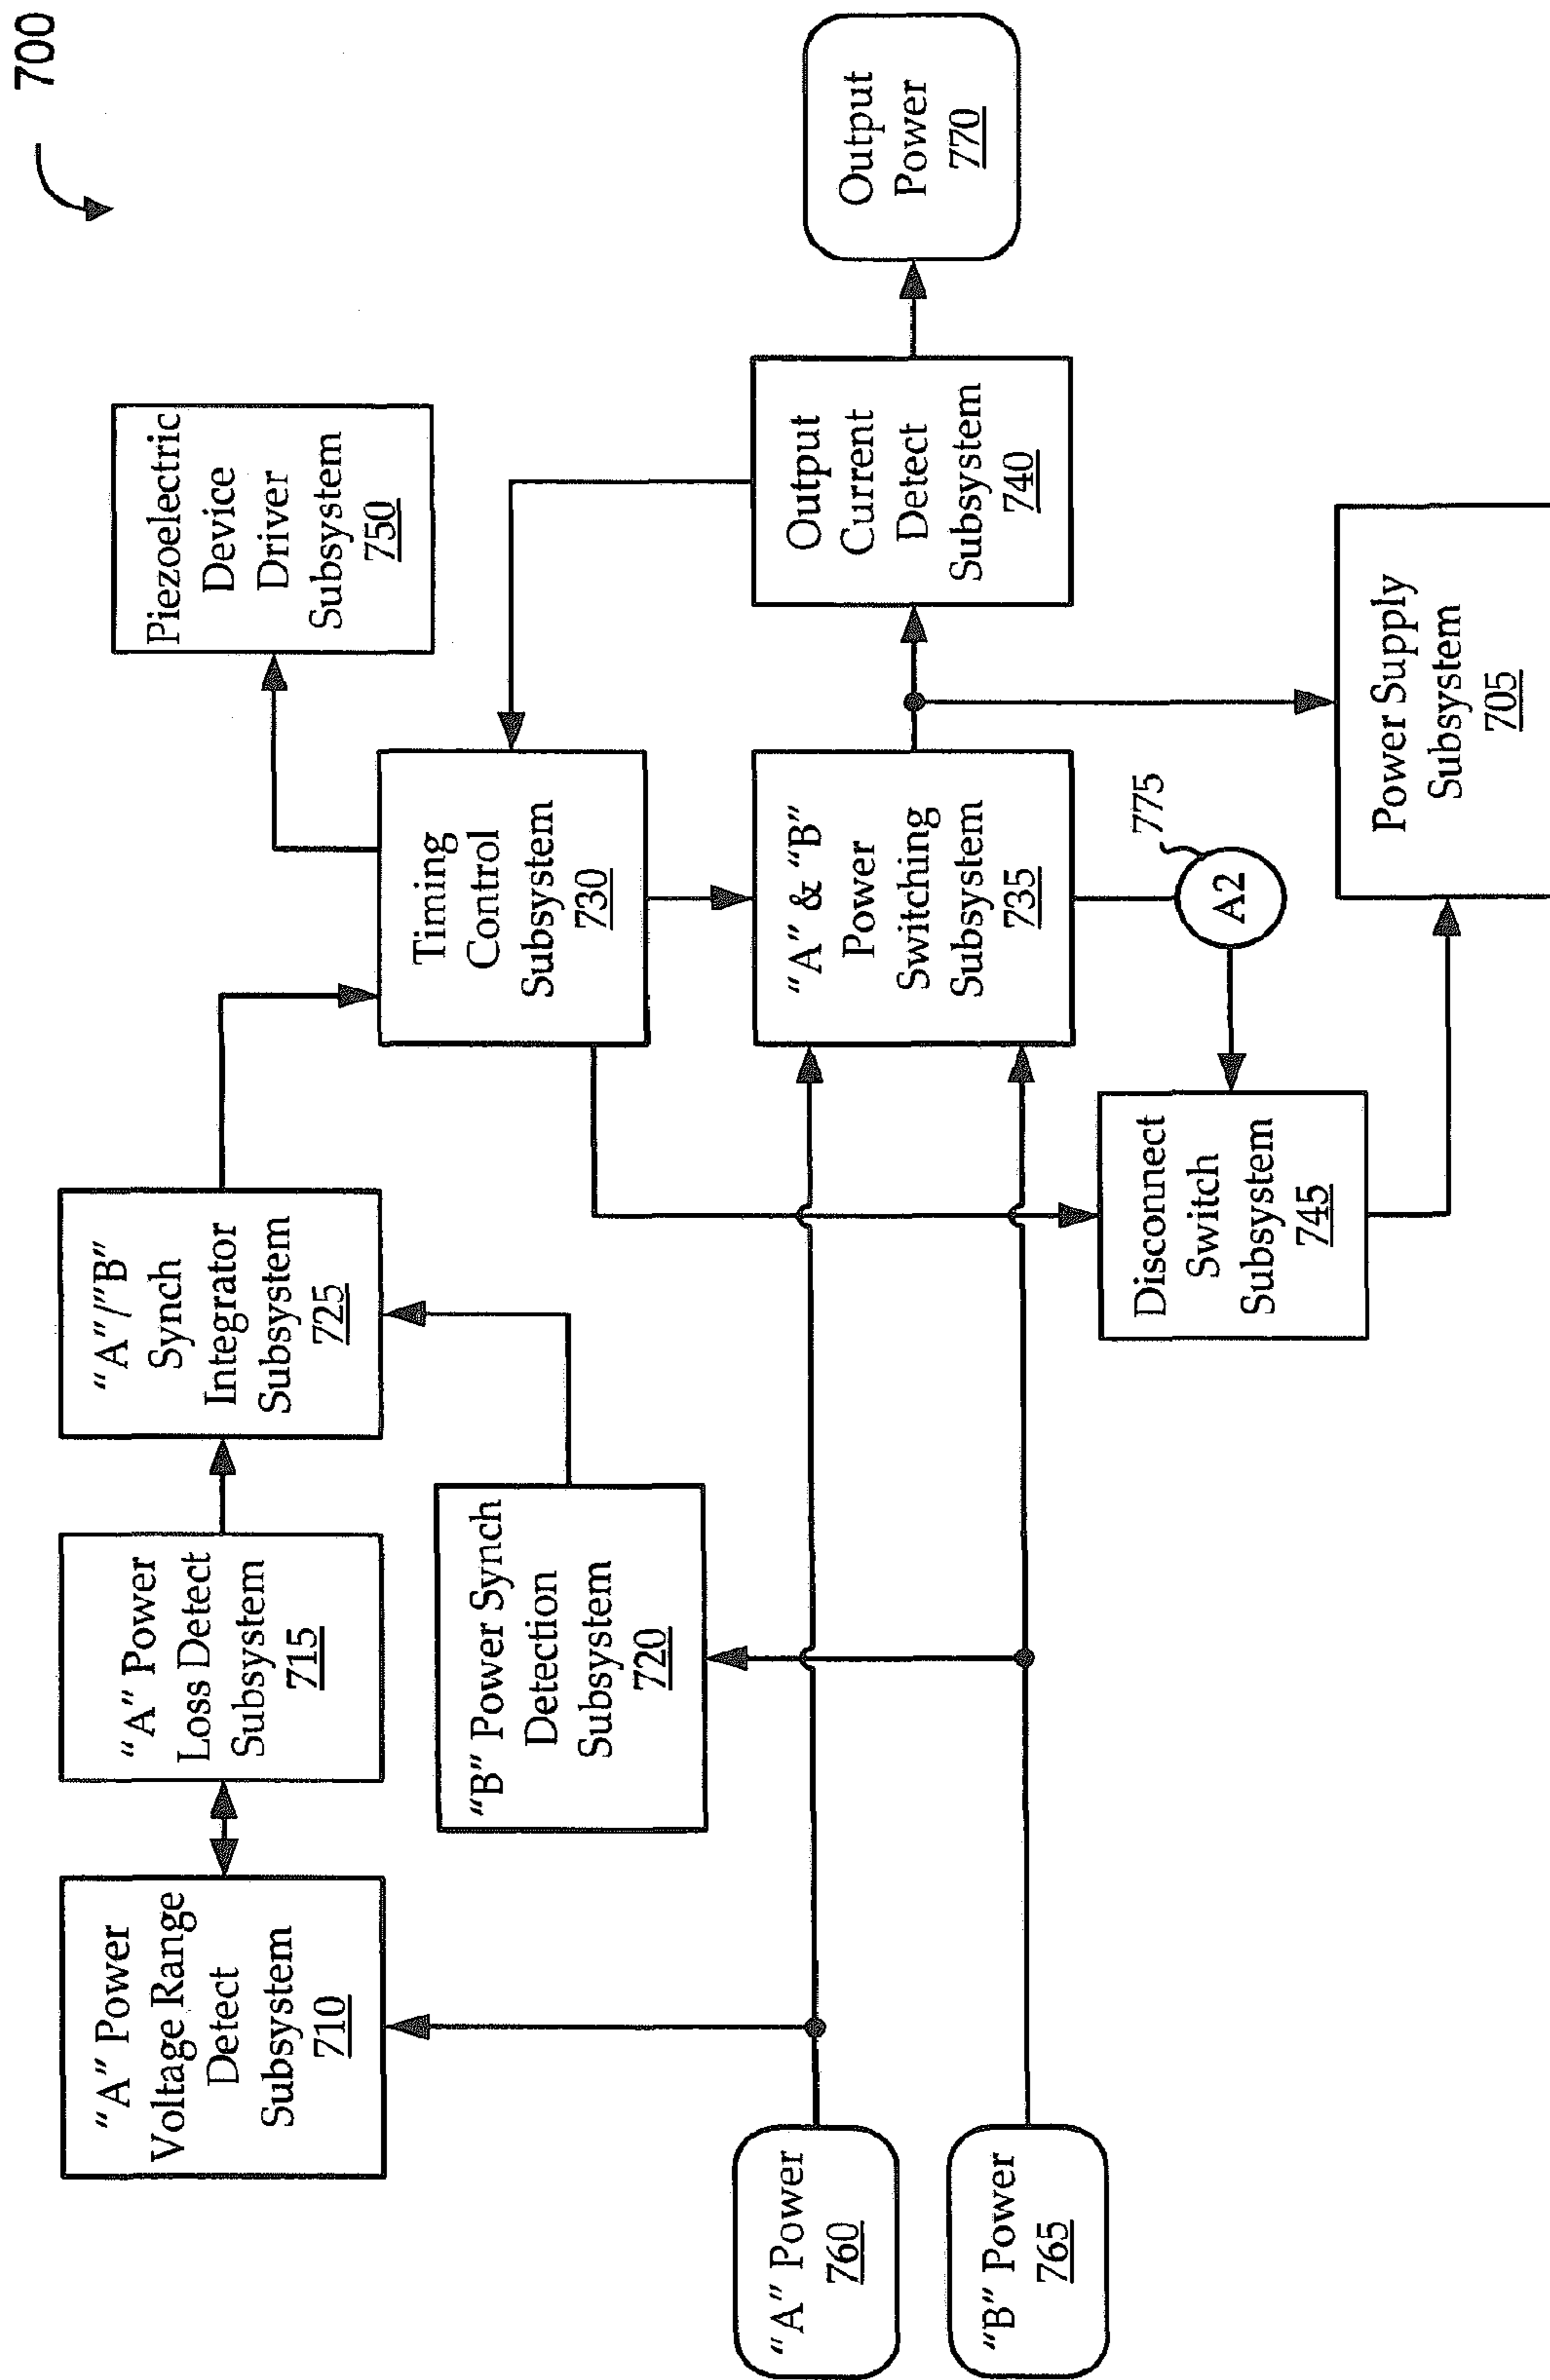 700
"A" Power
Voltage Range
Detect
Subsystem
710
"A" Power
Loss Detect
Subsystem
715
"A"/"B"
Synch
Integrator
Subsystem
725
Piezoelectric
Device
Driver
Subsystem
750
"B" Power Synch
Detection
Subsystem
720
Timing
Control
Subsystem
730
"A" Power
760
"B" Power
765
"A" & "B"
Power
Switching
Subsystem
735
Output
Current
Detect
Subsystem
740
Output
Power
770
775
A2
Disconnect
Switch
Subsystem
745
Power Supply
Subsystem
705